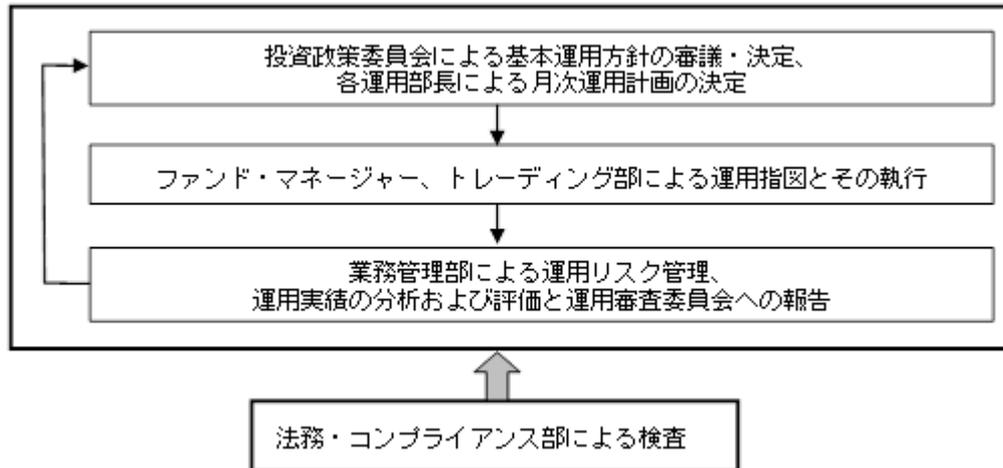 投資政策委員会による基本運用方針の審議・決定、
各運用部長による月次運用計画の決定
ファンド・マネージャー、トレーディング部による運用指図とその執行
業務管理部による運用リスク管理、
運用実績の分析および評価と運用審査委員会への報告
法務・コンプライアンス部による検査